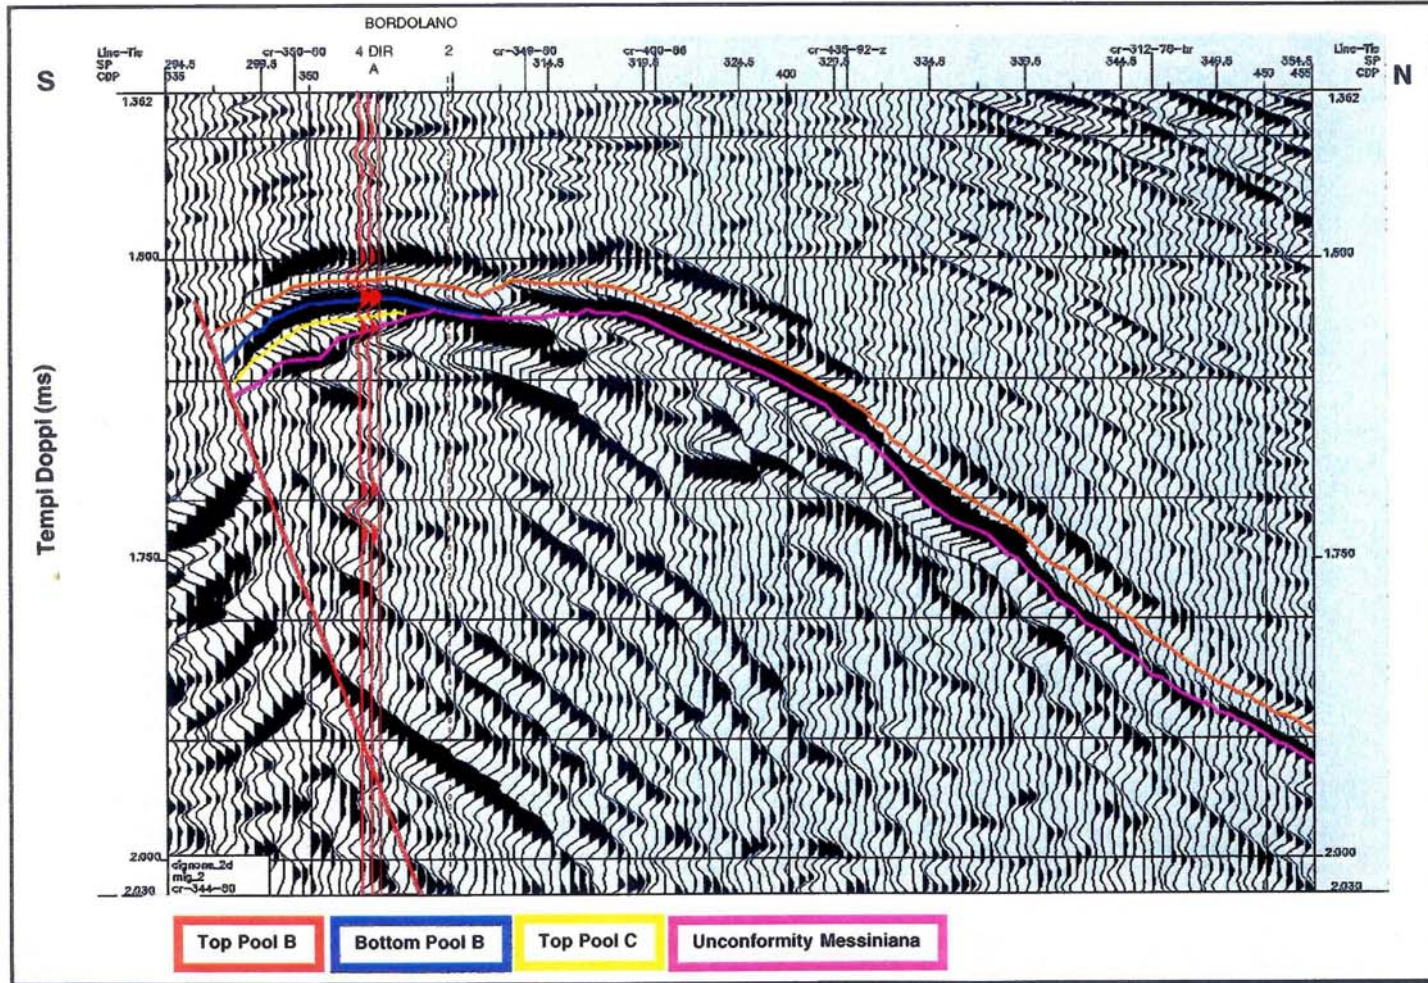 BORDOLANO
Line-Tie cr-350-80 4 DIR 2 cr-349-80 cr-400-86 cr-435-92-z cr-312-78-hr Line-Tie
SP 294.5 299.5 A 314.5 319.5 324.5 329.5 334.5 339.5 344.5 349.5 354.5 SP
CDP 335 350 400 450 455 CDP
S N
1.362 1.362
1.500 1.500
Tempi Doppi (ms)
1.750 1.750
2.000 2.000
cignone_2d
mig_2
cr-344-80
2.030 2.030
Top Pool B Bottom Pool B Top Pool C Unconformity Messiniana